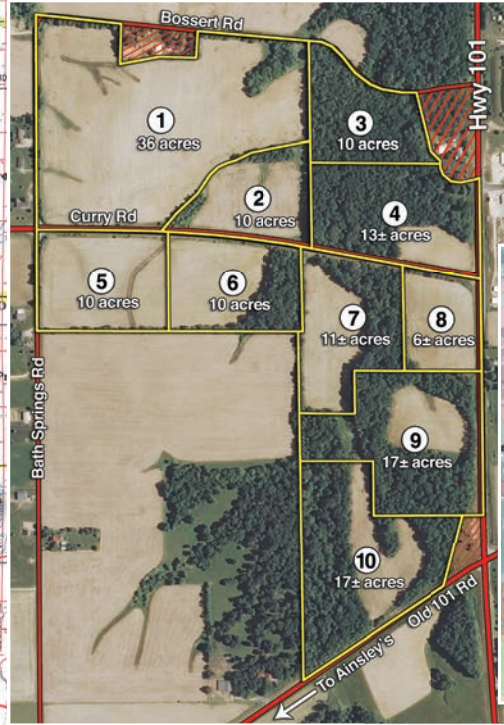 Bossert Rd
Hwy 101
1
36 acres
3
10 acres
2
10 acres
4
13± acres
Curry Rd
5
10 acres
6
10 acres
7
11± acres
8
6± acres
Bath Springs Rd
9
17± acres
10
17± acres
Old 101 Rd
To Ainsley's